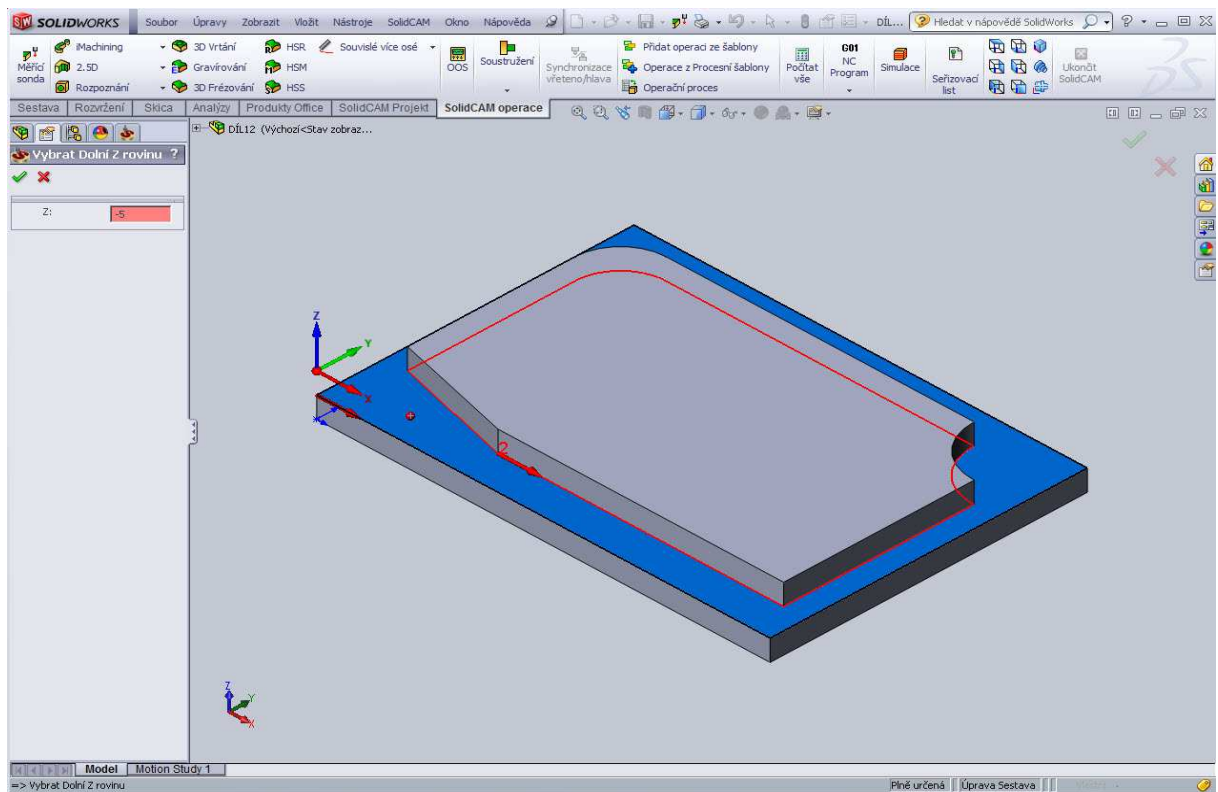 SOLIDWORKS Soubor Úpravy Zobrazit Vložit Nástroje SolidCAM Okno Nápověda DÍL... Hledat v nápovědě SolidWorks
iMachining 3D Vrtání HSR Souvislé více osé Přidat operaci ze šablony
Měřící sonda 2.5D Gravírování HSM OOS Soustružení Synchronizace vřeteno/hlava Operace z Procesní šablony Počítat vše G01 NC Program Simulace Seřizovací list Ukončit SolidCAM
Rozpoznání 3D Frézování HSS Operační proces
Sestava Rozvržení Skica Analýzy Produkty Office SolidCAM Projekt SolidCAM operace
DÍL12 (Výchozí<Stav zobraz...
Vybrat Dolní Z rovinu ?
Z: -5
Z
Y
X
2
Z
Y
X
Model Motion Study 1
=> Vybrat Dolní Z rovinu Plně určená Úprava Sestava